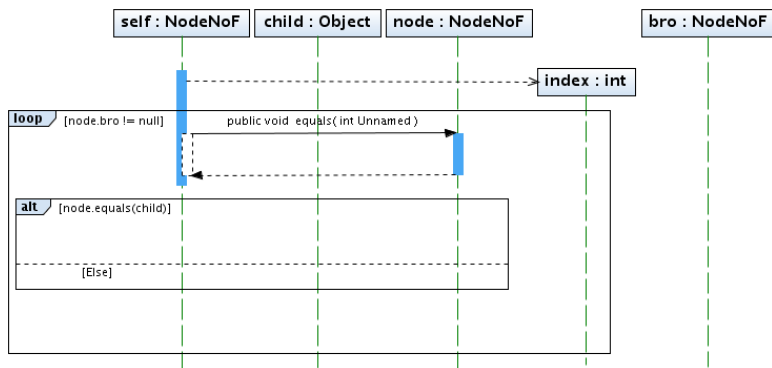 self : NodeNoF
child : Object
node : NodeNoF
bro : NodeNoF
index : int
loop
[node.bro != null]
public void equals( int Unnamed )
alt
[node.equals(child)]
[Else]